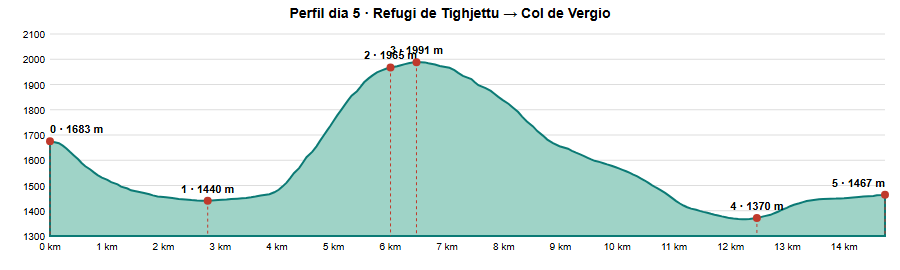 Perfil dia 5 · Refugi de Tighjettu → Col de Vergio
2100
2000
1900
1800
1700
1600
1500
1400
1300
0 · 1683 m
1 · 1440 m
2 · 1965 m
3 · 1991 m
4 · 1370 m
5 · 1467 m
0 km
1 km
2 km
3 km
4 km
5 km
6 km
7 km
8 km
9 km
10 km
11 km
12 km
13 km
14 km